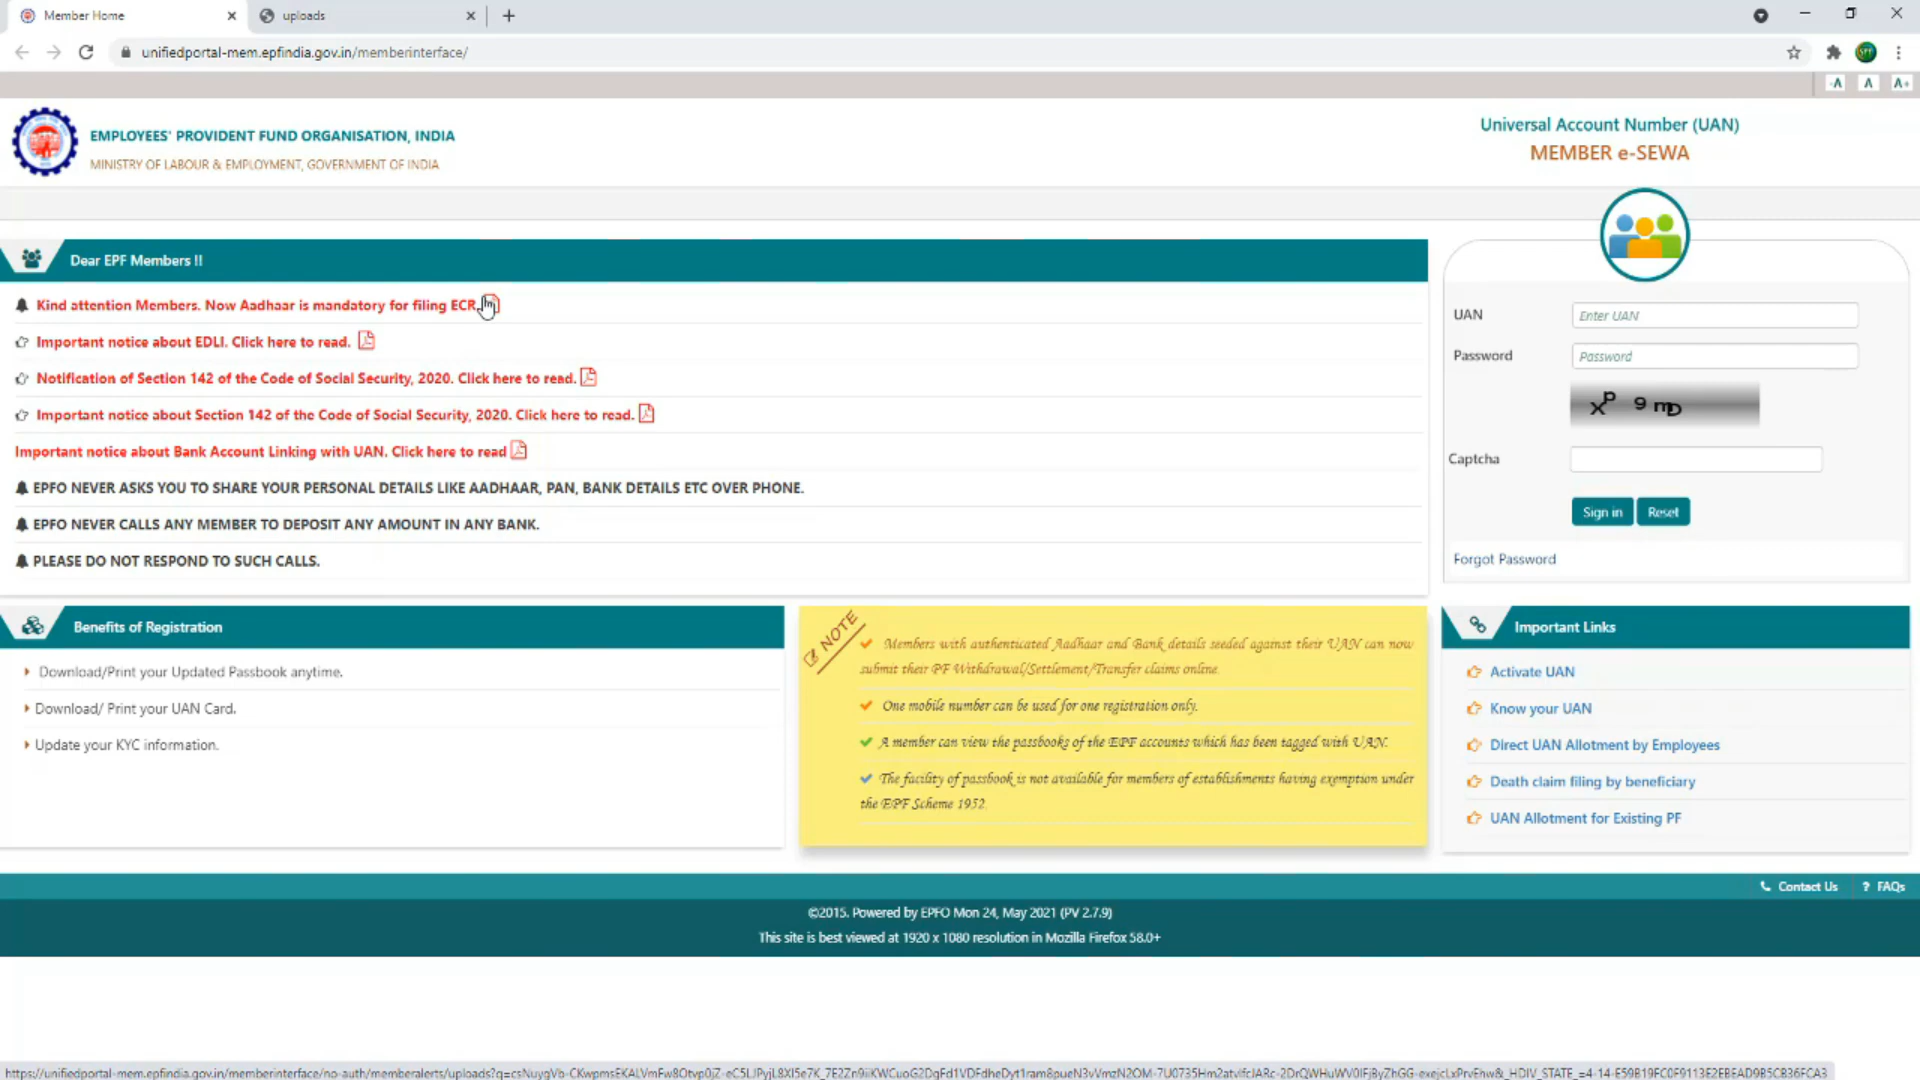 Member Home
uploads
unifiedportal-mem.epfindia.gov.in/memberinterface/
-A A A+
EMPLOYEES' PROVIDENT FUND ORGANISATION, INDIA
MINISTRY OF LABOUR & EMPLOYMENT, GOVERNMENT OF INDIA
Universal Account Number (UAN)
MEMBER e-SEWA
Dear EPF Members !!
Kind attention Members. Now Aadhaar is mandatory for filing ECR.
Important notice about EDLI. Click here to read.
Notification of Section 142 of the Code of Social Security, 2020. Click here to read.
Important notice about Section 142 of the Code of Social Security, 2020. Click here to read.
Important notice about Bank Account Linking with UAN. Click here to read
EPFO NEVER ASKS YOU TO SHARE YOUR PERSONAL DETAILS LIKE AADHAAR, PAN, BANK DETAILS ETC OVER PHONE.
EPFO NEVER CALLS ANY MEMBER TO DEPOSIT ANY AMOUNT IN ANY BANK.
PLEASE DO NOT RESPOND TO SUCH CALLS.
UAN
Enter UAN
Password
Password
xP 9 mD
Captcha
Sign in Reset
Forgot Password
Benefits of Registration
Download/Print your Updated Passbook anytime.
Download/ Print your UAN Card.
Update your KYC information.
NOTE
Members with authenticated Aadhaar and Bank details seeded against their UAN can now
submit their PF Withdrawal/Settlement/Transfer claims online.
One mobile number can be used for one registration only.
A member can view the passbooks of the EPF accounts which has been tagged with UAN.
The facility of passbook is not available for members of establishments having exemption under
the EPF Scheme 1952.
Important Links
Activate UAN
Know your UAN
Direct UAN Allotment by Employees
Death claim filing by beneficiary
UAN Allotment for Existing PF
Contact Us ? FAQs
©2015. Powered by EPFO Mon 24, May 2021 (PV 2.7.9)
This site is best viewed at 1920 x 1080 resolution in Mozilla Firefox 58.0+